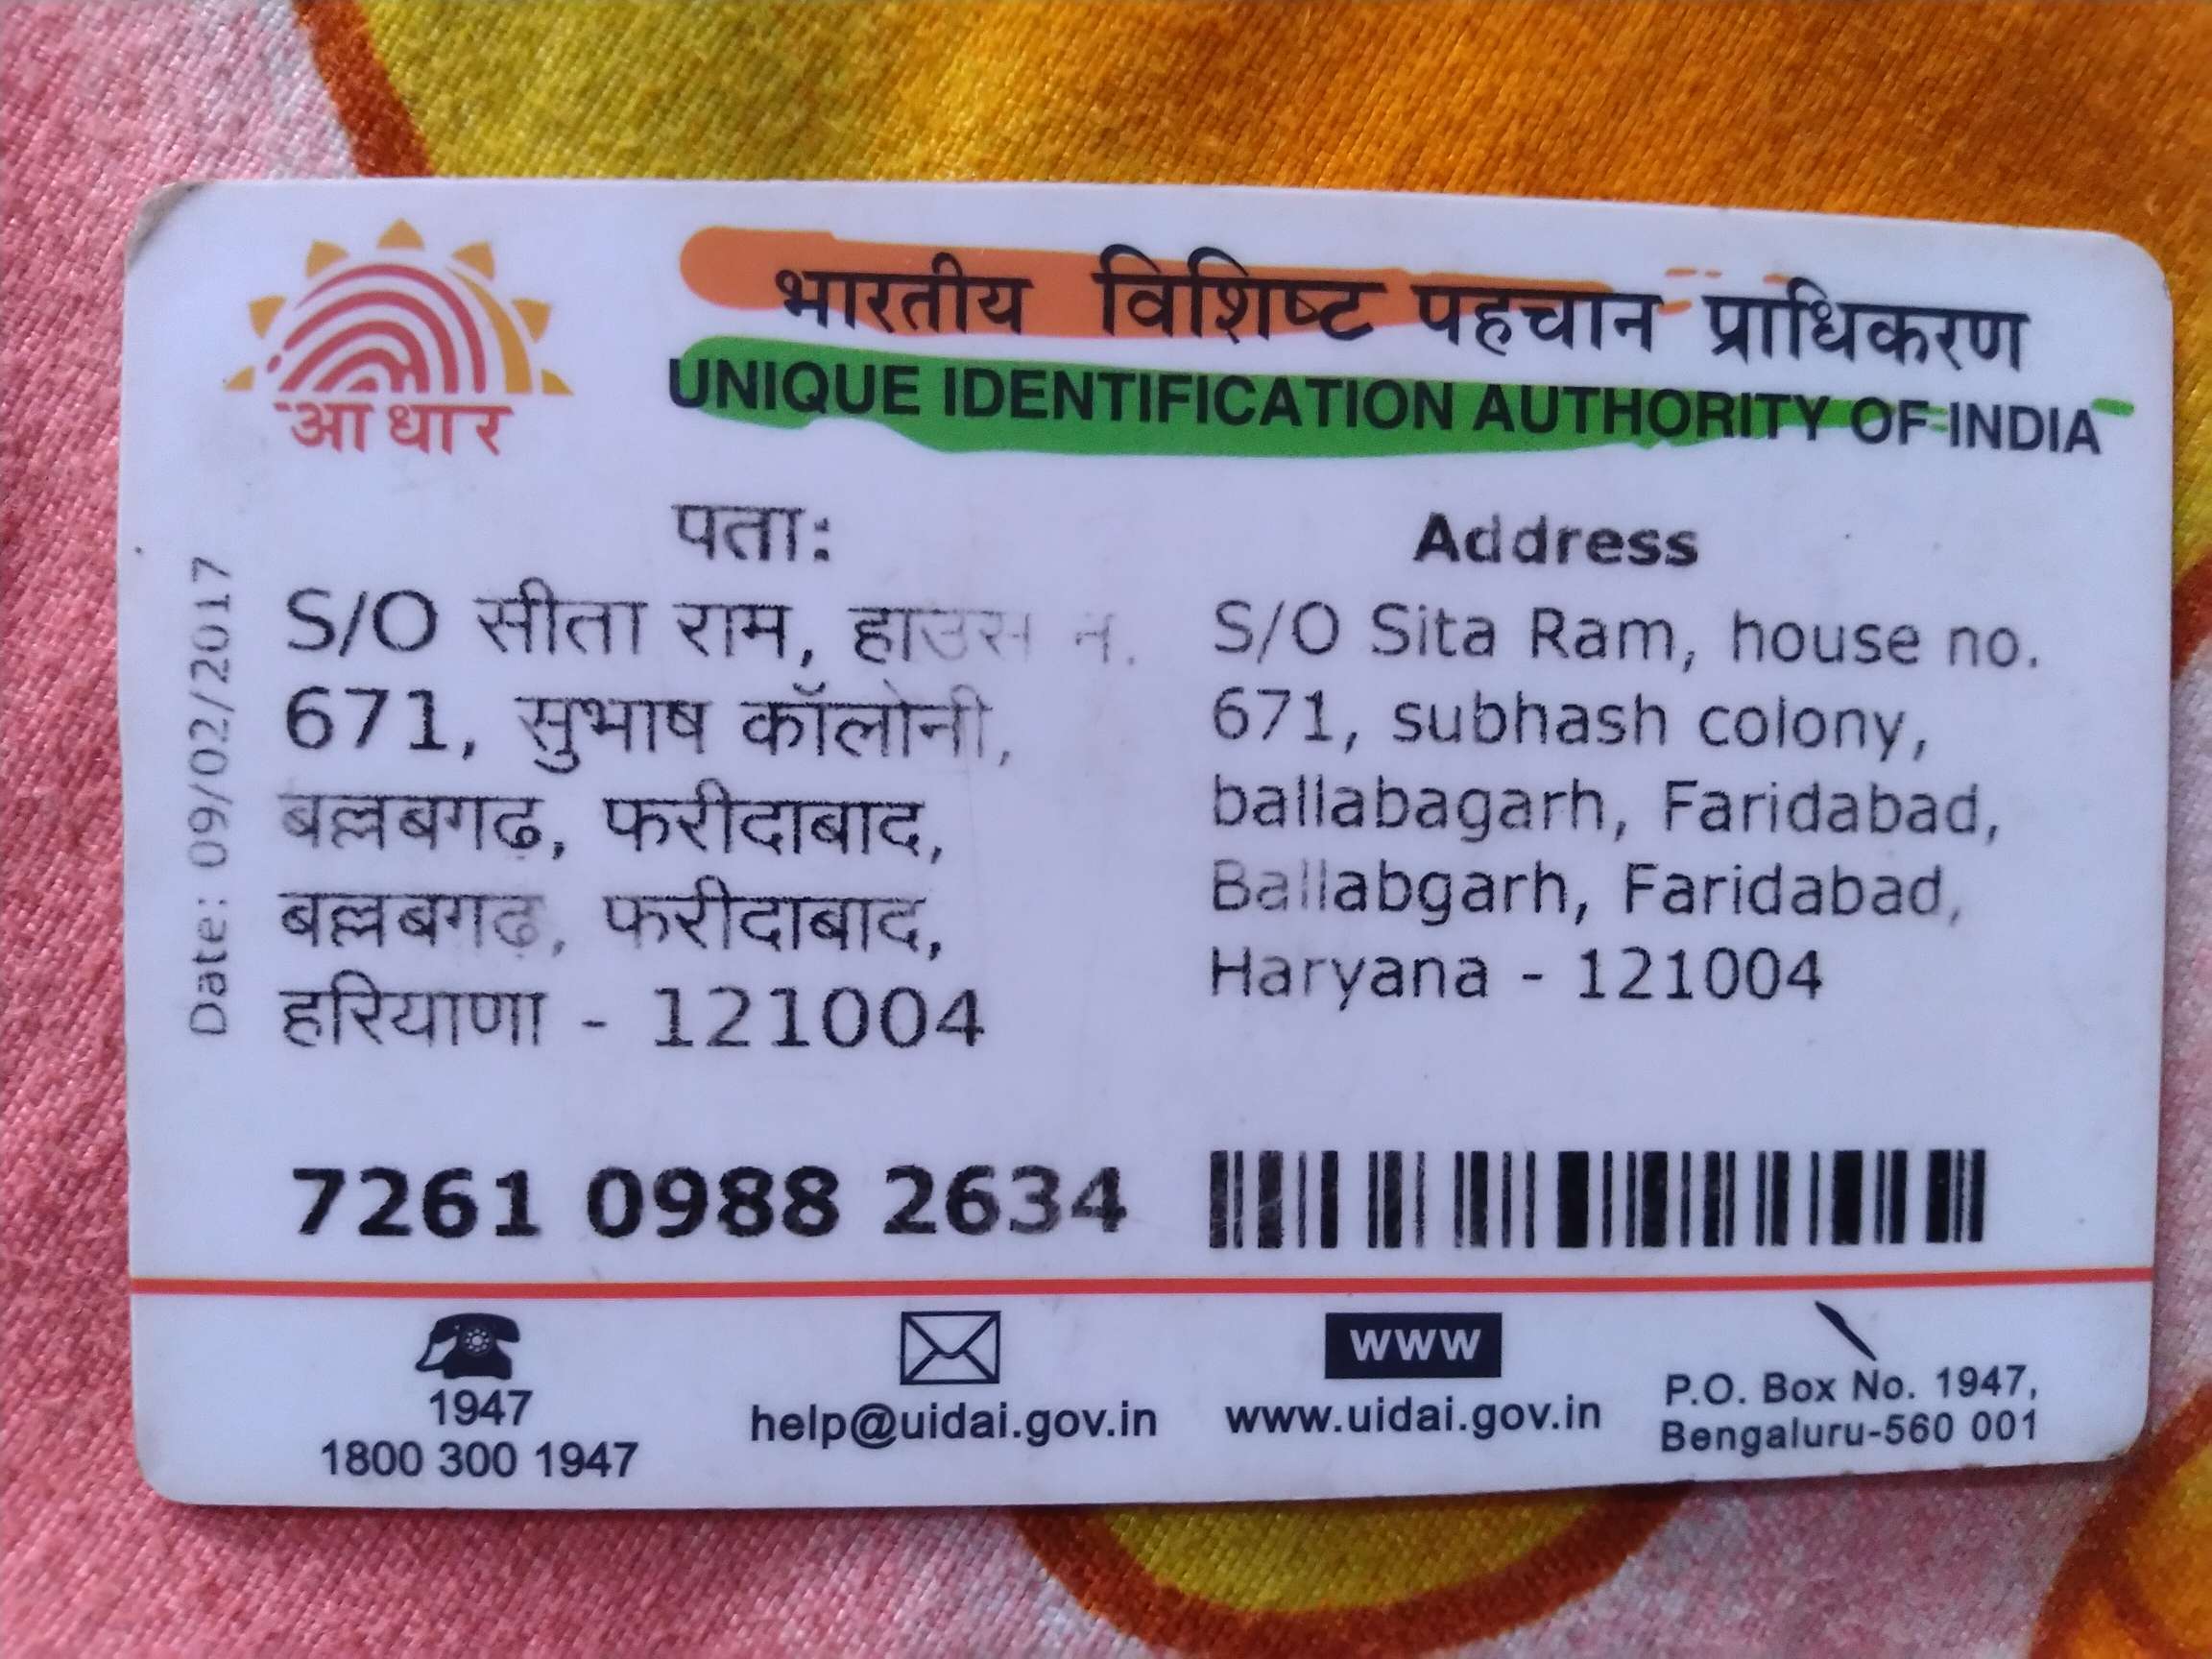 भारतीय विशिष्ट पहचान प्राधिकरण
UNIQUE IDENTIFICATION AUTHORITY OF INDIA
आधार
Date: 09/02/2017
पता:
S/O सीता राम, हाउस न.
671, सुभाष कॉलोनी,
बल्लबगढ़, फरीदाबाद,
बल्लबगढ़, फरीदाबाद,
हरियाणा - 121004
Address
S/O Sita Ram, house no.
671, subhash colony,
ballabagarh, Faridabad,
Ballabgarh, Faridabad,
Haryana - 121004
7261 0988 2634
1947
1800 300 1947
help@uidai.gov.in
www
www.uidai.gov.in
P.O. Box No. 1947,
Bengaluru-560 001